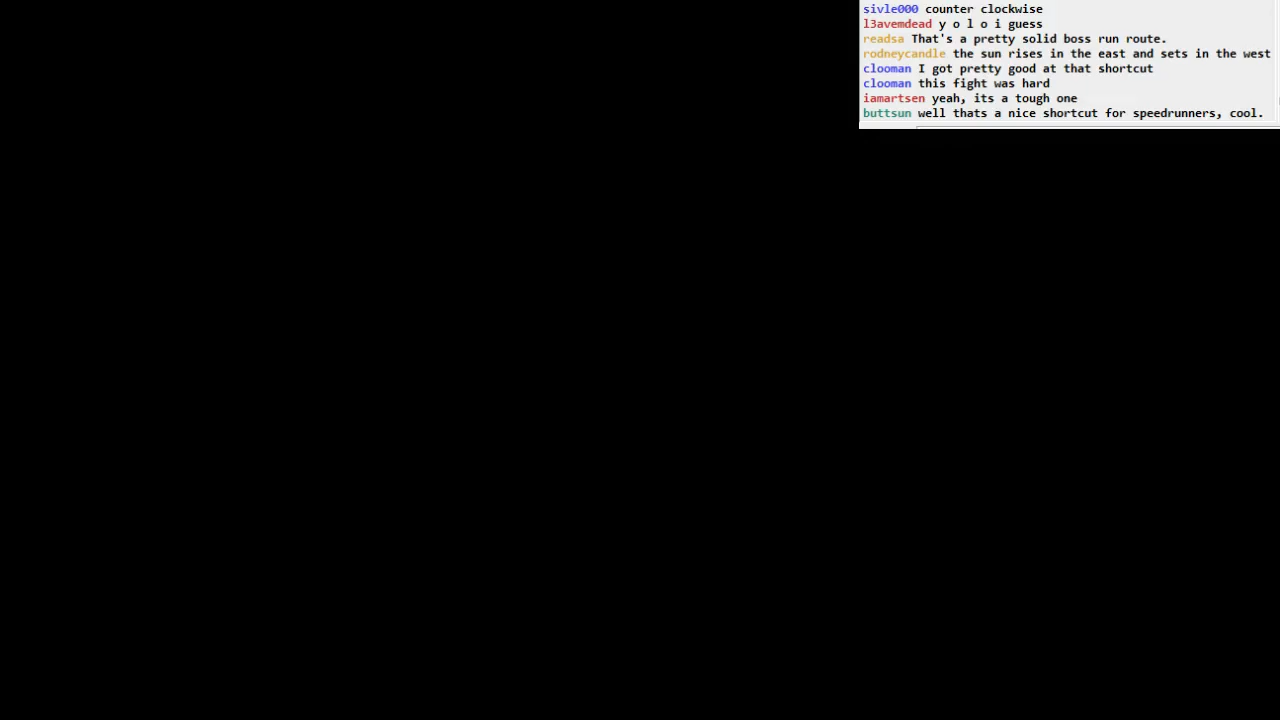 sivle000 counter clockwise
l3avemdead y o l o i guess
readsa That's a pretty solid boss run route.
rodneycandle the sun rises in the east and sets in the west
clooman I got pretty good at that shortcut
clooman this fight was hard
iamartsen yeah, its a tough one
buttsun well thats a nice shortcut for speedrunners, cool.